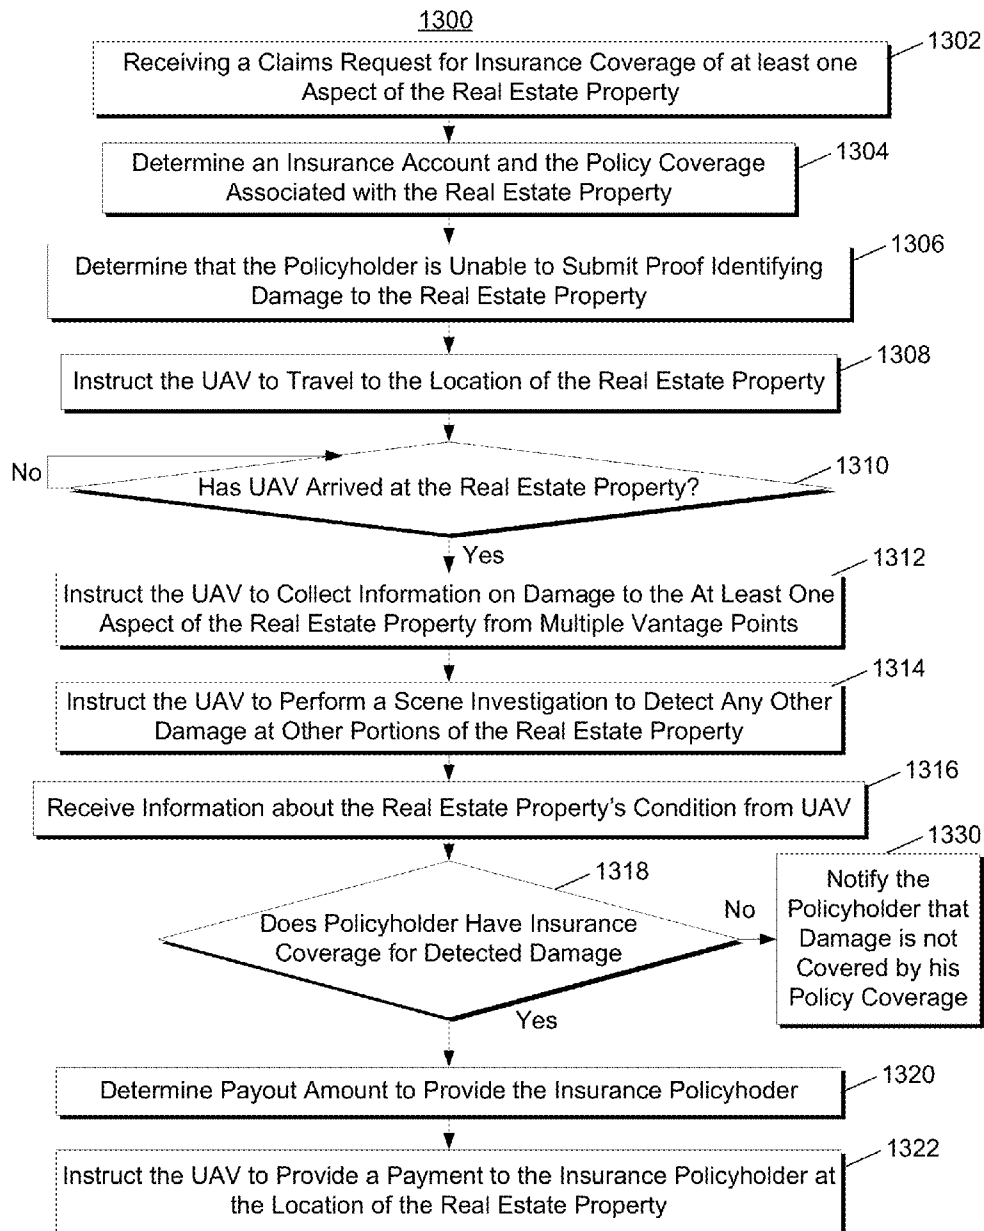 1300
1302
Receiving a Claims Request for Insurance Coverage of at least one
Aspect of the Real Estate Property
1304
Determine an Insurance Account and the Policy Coverage
Associated with the Real Estate Property
1306
Determine that the Policyholder is Unable to Submit Proof Identifying
Damage to the Real Estate Property
1308
Instruct the UAV to Travel to the Location of the Real Estate Property
No
1310
Has UAV Arrived at the Real Estate Property?
Yes
1312
Instruct the UAV to Collect Information on Damage to the At Least One
Aspect of the Real Estate Property from Multiple Vantage Points
1314
Instruct the UAV to Perform a Scene Investigation to Detect Any Other
Damage at Other Portions of the Real Estate Property
1316
Receive Information about the Real Estate Property's Condition from UAV
1318
Does Policyholder Have Insurance
Coverage for Detected Damage
No
1330
Notify the
Policyholder that
Damage is not
Covered by his
Policy Coverage
Yes
1320
Determine Payout Amount to Provide the Insurance Policyhoder
1322
Instruct the UAV to Provide a Payment to the Insurance Policyholder at
the Location of the Real Estate Property